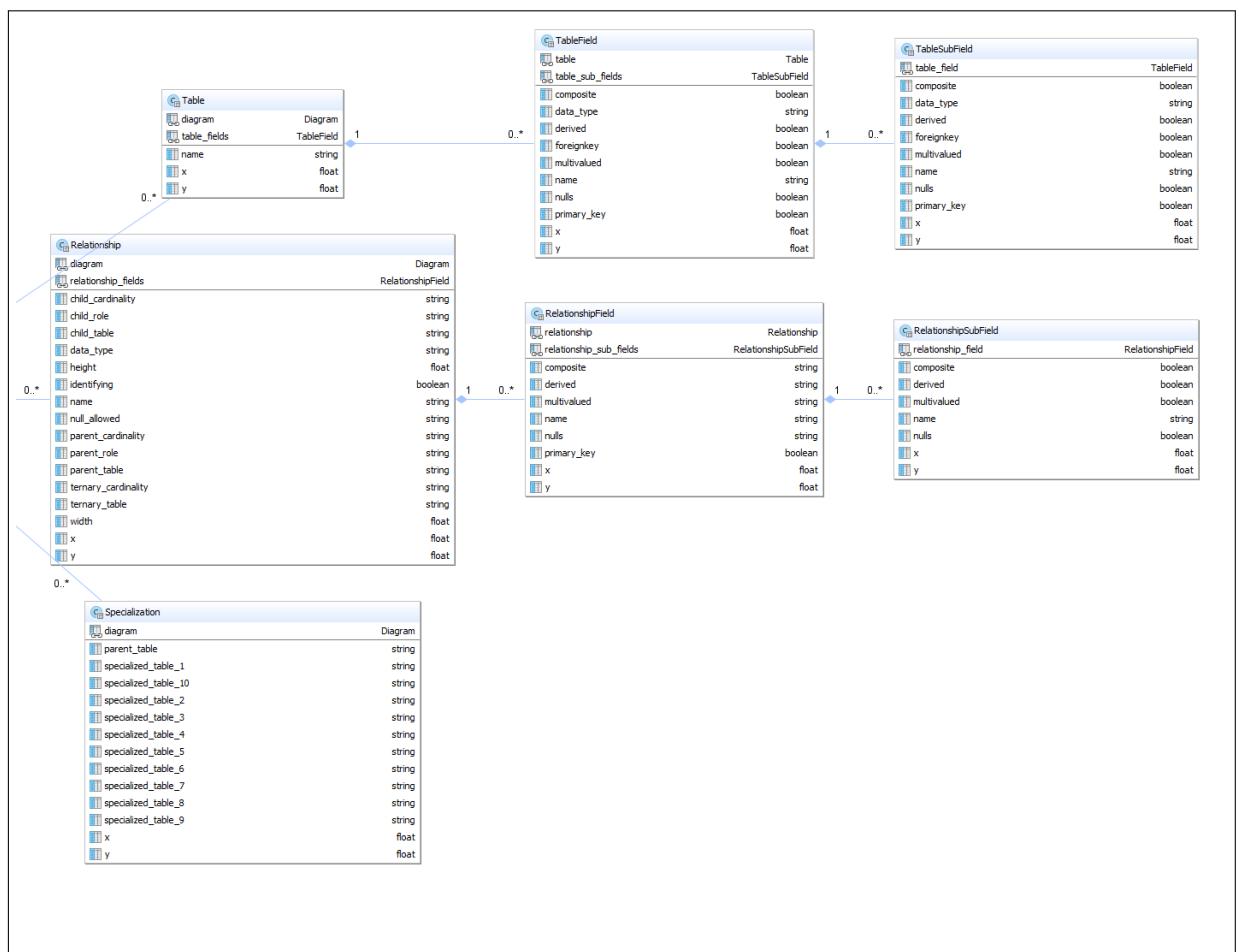 TableField
table Table
table_sub_fields TableSubField
composite boolean
data_type string
derived boolean
foreignkey boolean
multivalued boolean
name string
nulls boolean
primary_key boolean
x float
y float
TableSubField
table_field TableField
composite boolean
data_type string
derived boolean
foreignkey boolean
multivalued boolean
name string
nulls boolean
primary_key boolean
x float
y float
Table
diagram Diagram
table_fields TableField
name string
x float
y float
1 0..*
1 0..*
0..*
Relationship
diagram Diagram
relationship_fields RelationshipField
child_cardinality string
child_role string
child_table string
data_type string
height float
identifying boolean
name string
null_allowed string
parent_cardinality string
parent_role string
parent_table string
ternary_cardinality string
ternary_table string
width float
x float
y float
0..*
1 0..*
RelationshipField
relationship Relationship
relationship_sub_fields RelationshipSubField
composite string
derived string
multivalued string
name string
nulls string
primary_key boolean
x float
y float
1 0..*
RelationshipSubField
relationship_field RelationshipField
composite boolean
derived boolean
multivalued boolean
name string
nulls boolean
x float
y float
0..*
Specialization
diagram Diagram
parent_table string
specialized_table_1 string
specialized_table_10 string
specialized_table_2 string
specialized_table_3 string
specialized_table_4 string
specialized_table_5 string
specialized_table_6 string
specialized_table_7 string
specialized_table_8 string
specialized_table_9 string
x float
y float